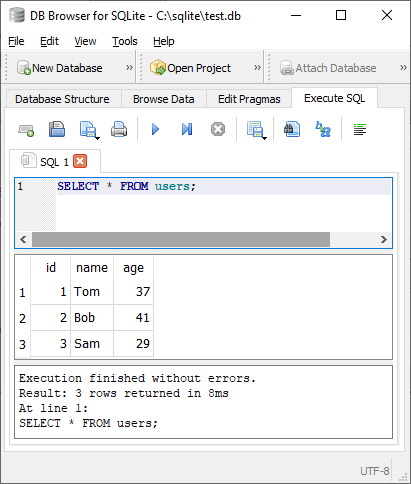 DB Browser for SQLite - C:\sqlite\test.db
File Edit View Tools Help
New Database » Open Project » Attach Database »
Database Structure Browse Data Edit Pragmas Execute SQL
SQL 1
1 SELECT * FROM users;
id name age
1 1 Tom 37
2 2 Bob 41
3 3 Sam 29
Execution finished without errors.
Result: 3 rows returned in 8ms
At line 1:
SELECT * FROM users;
UTF-8